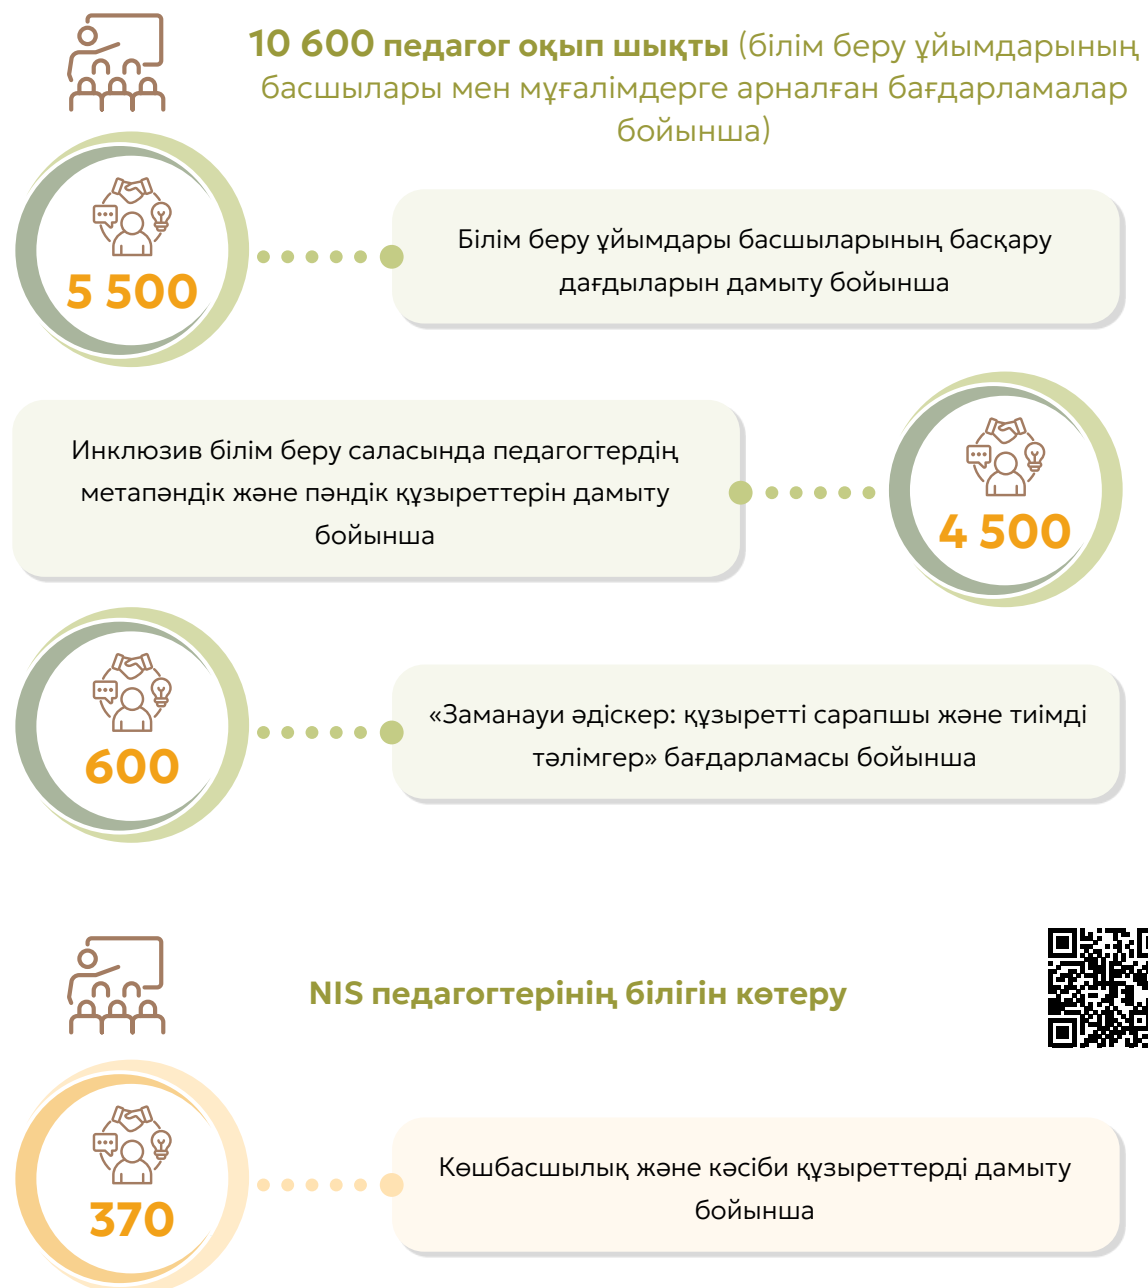 10 600 педагог оқып шықты (білім беру ұйымдарының
басшылары мен мұғалімдерге арналған бағдарламалар
бойынша)
5 500
Білім беру ұйымдары басшыларының басқару
дағдыларын дамыту бойынша
Инклюзив білім беру саласында педагогтердің
метапәндік және пәндік құзыреттерін дамыту
бойынша
4 500
600
«Заманауи әдіскер: құзыретті сарапшы және тиімді
тәлімгер» бағдарламасы бойынша
NIS педагогтерінің білігін көтеру
370
Көшбасшылық және кәсіби құзыреттерді дамыту
бойынша